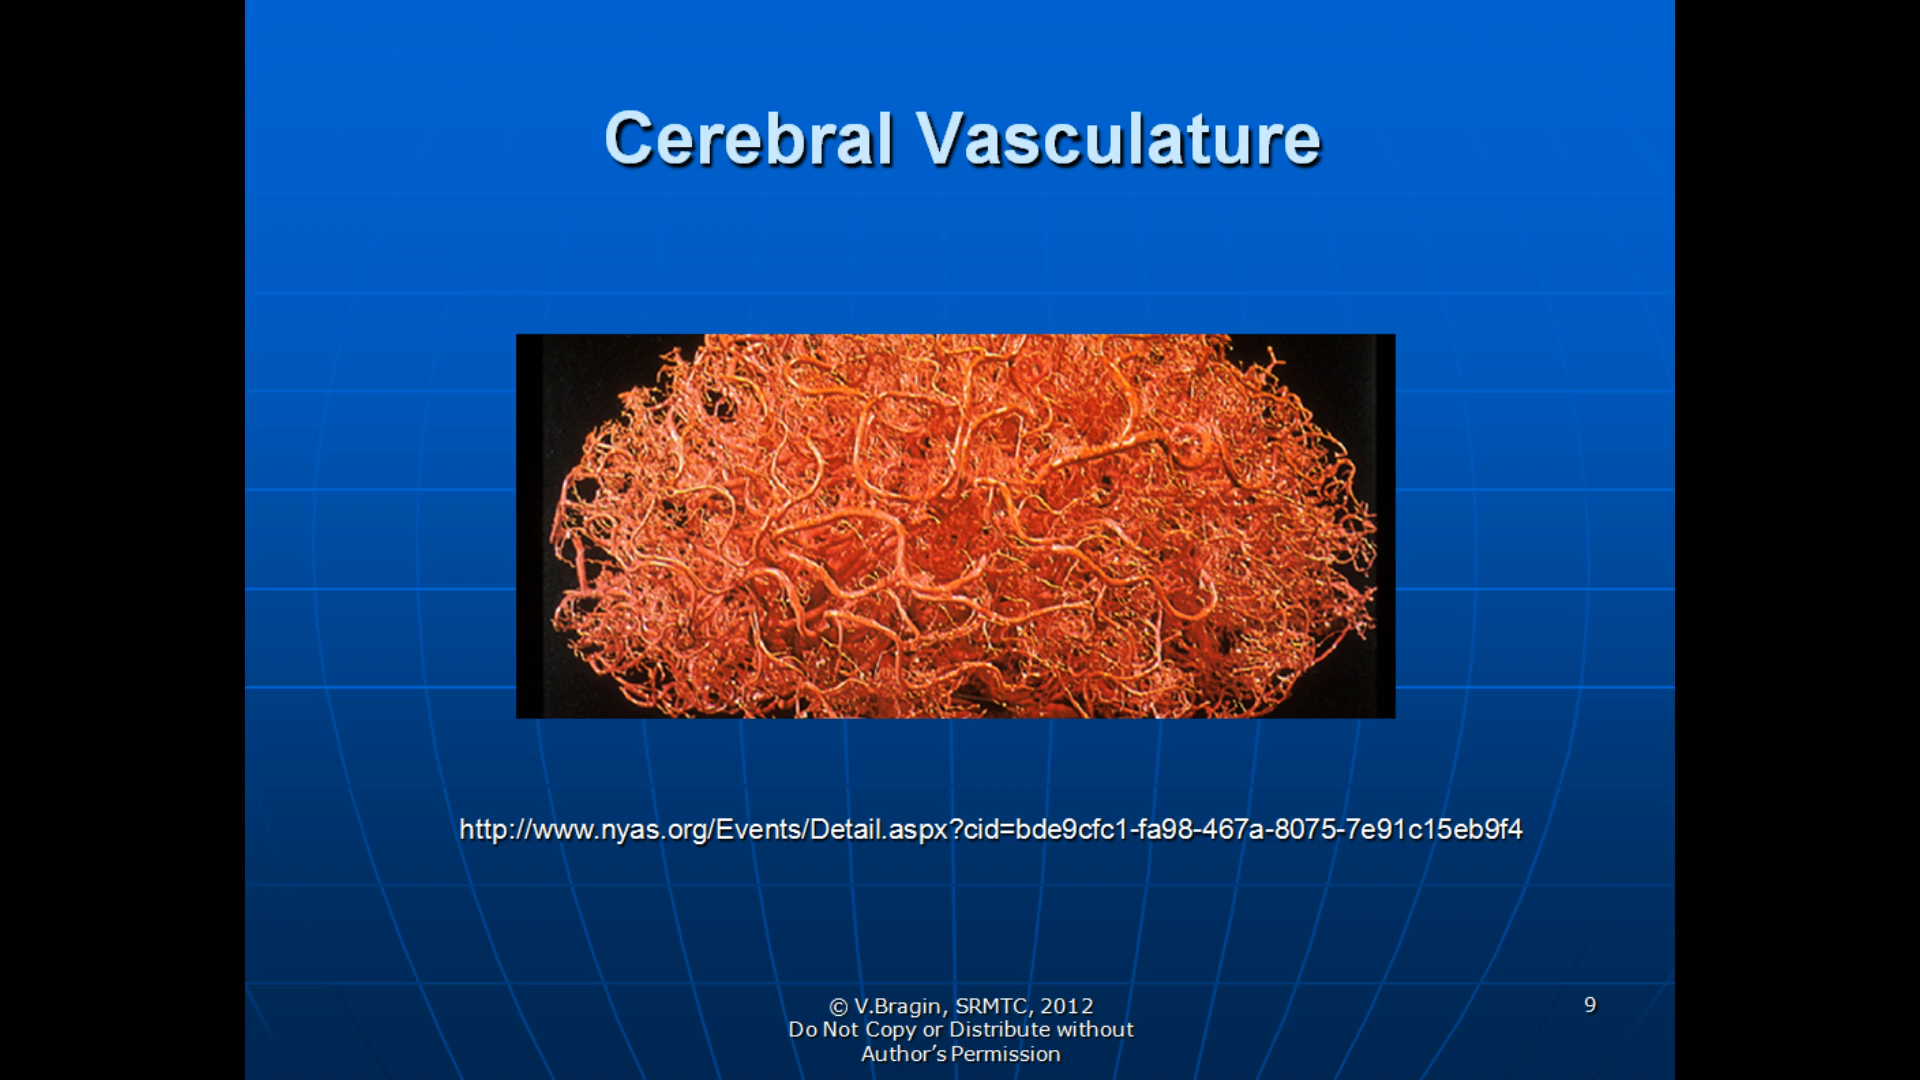 Cerebral Vasculature
http://www.nyas.org/Events/Detail.aspx?cid=bde9cfc1-fa98-467a-8075-7e91c15eb9f4
© V.Bragin, SRMTC, 2012
Do Not Copy or Distribute without
Author's Permission
9